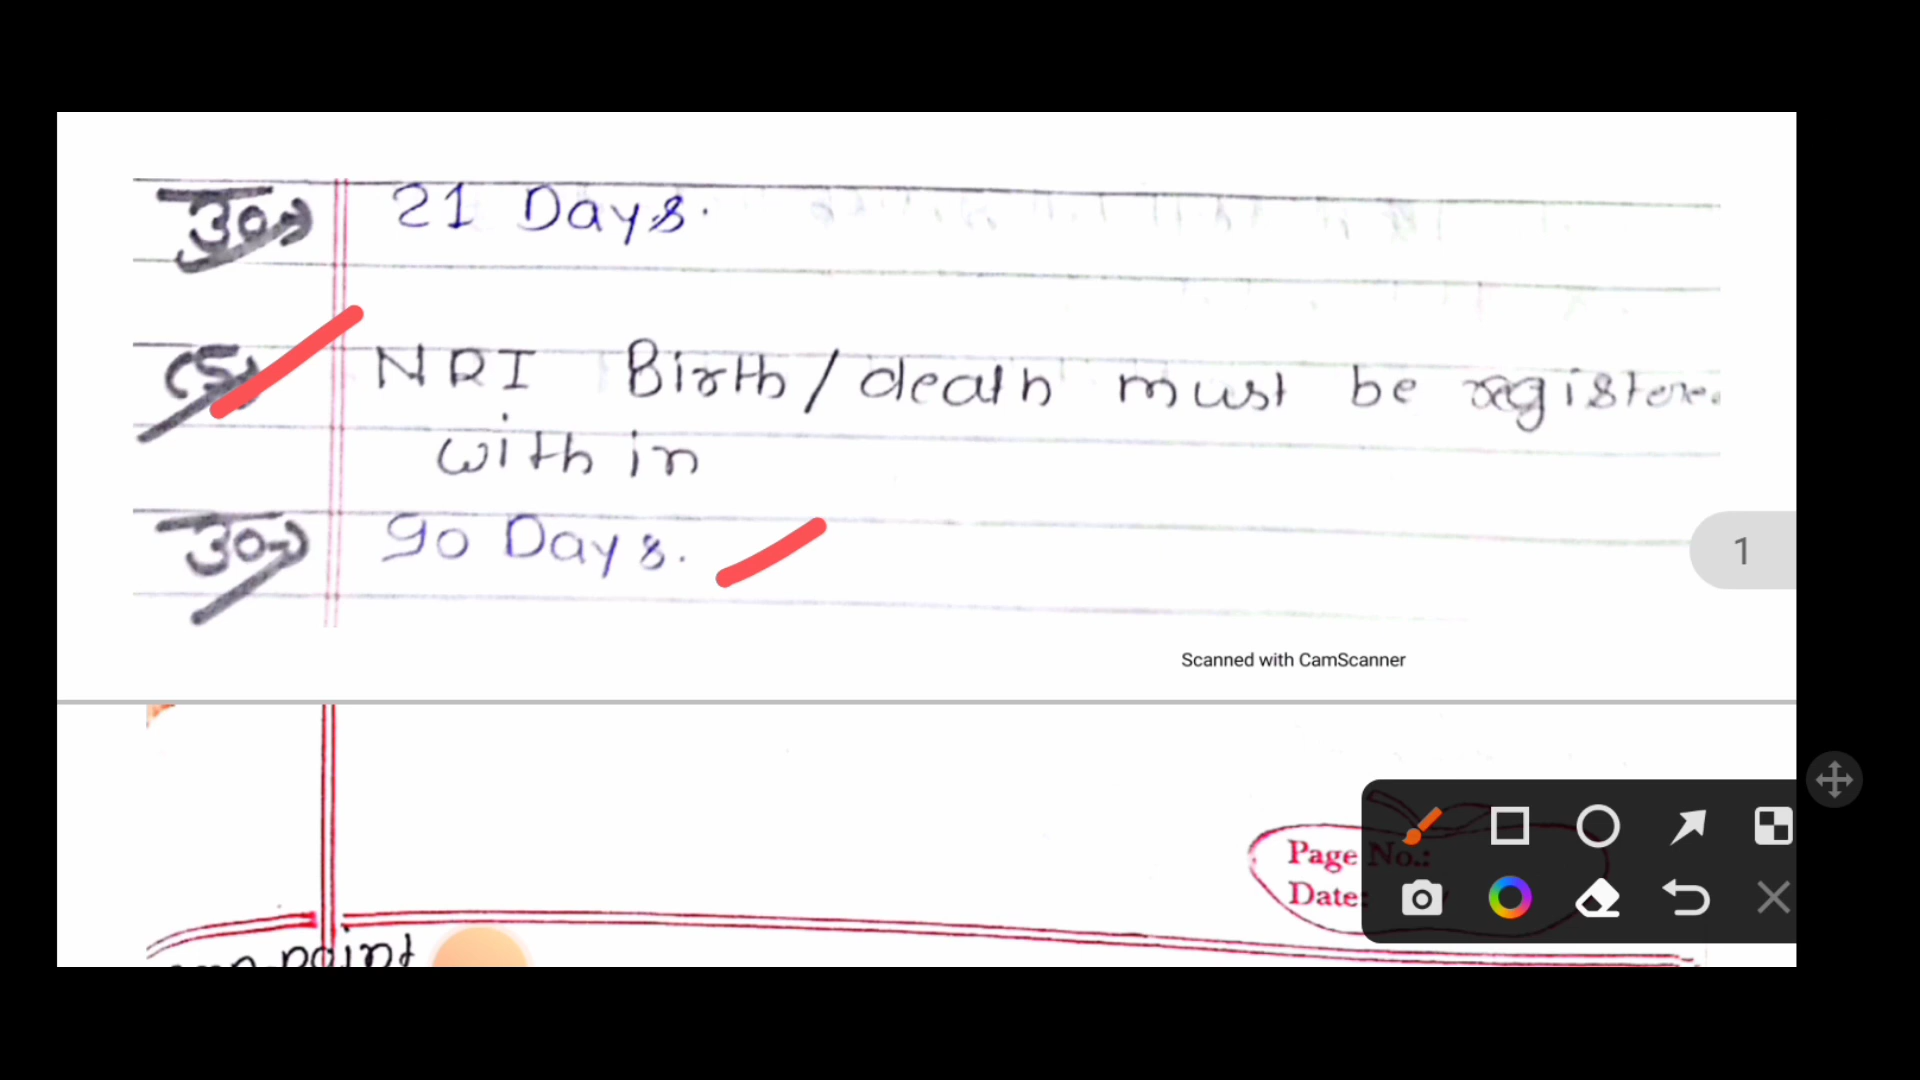 उ०→ 21 Days.
(5) NRI Birth/death must be registere
with in
उ०→ 90 Days.
1
Scanned with CamScanner
Page No.:
Date:
point